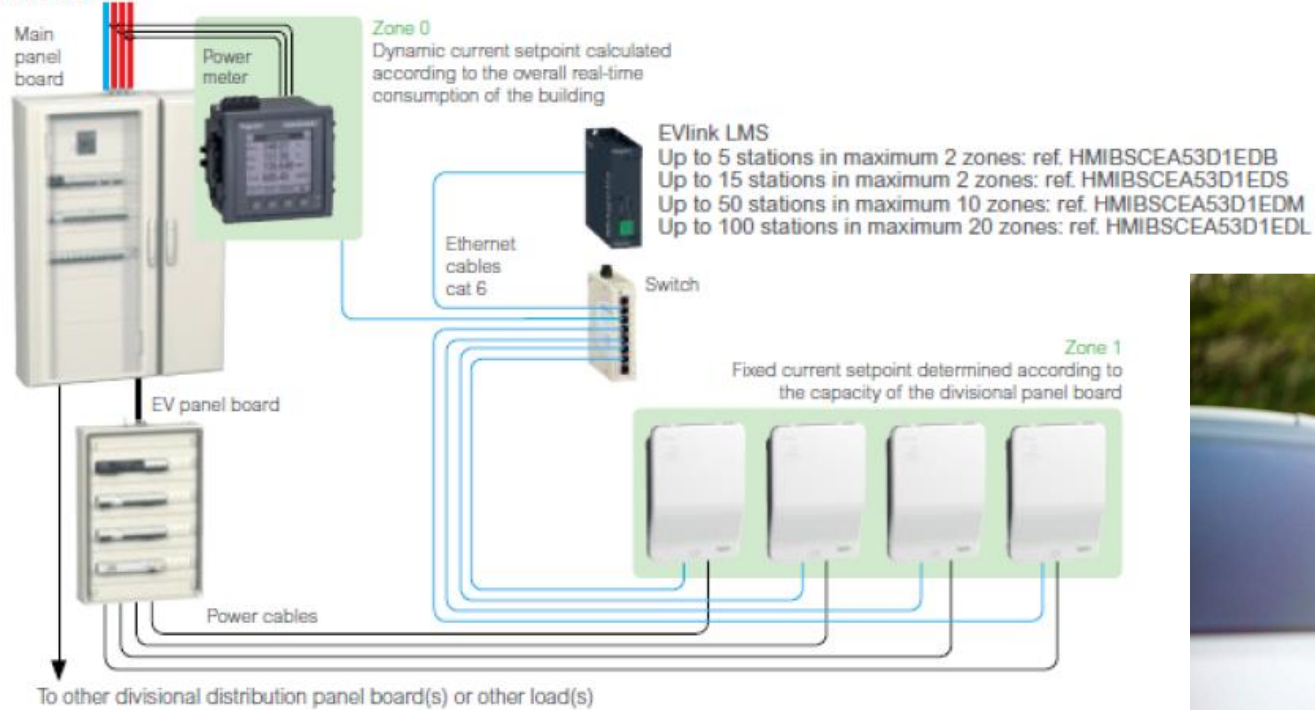 Main
panel
board
Power
meter
Zone 0
Dynamic current setpoint calculated
according to the overall real-time
consumption of the building
EVlink LMS
Up to 5 stations in maximum 2 zones: ref. HMIBSCEA53D1EDB
Up to 15 stations in maximum 2 zones: ref. HMIBSCEA53D1EDS
Up to 50 stations in maximum 10 zones: ref. HMIBSCEA53D1EDM
Up to 100 stations in maximum 20 zones: ref. HMIBSCEA53D1EDL
Ethernet
cables
cat 6
Switch
Zone 1
Fixed current setpoint determined according to
the capacity of the divisional panel board
EV panel board
Power cables
To other divisional distribution panel board(s) or other load(s)